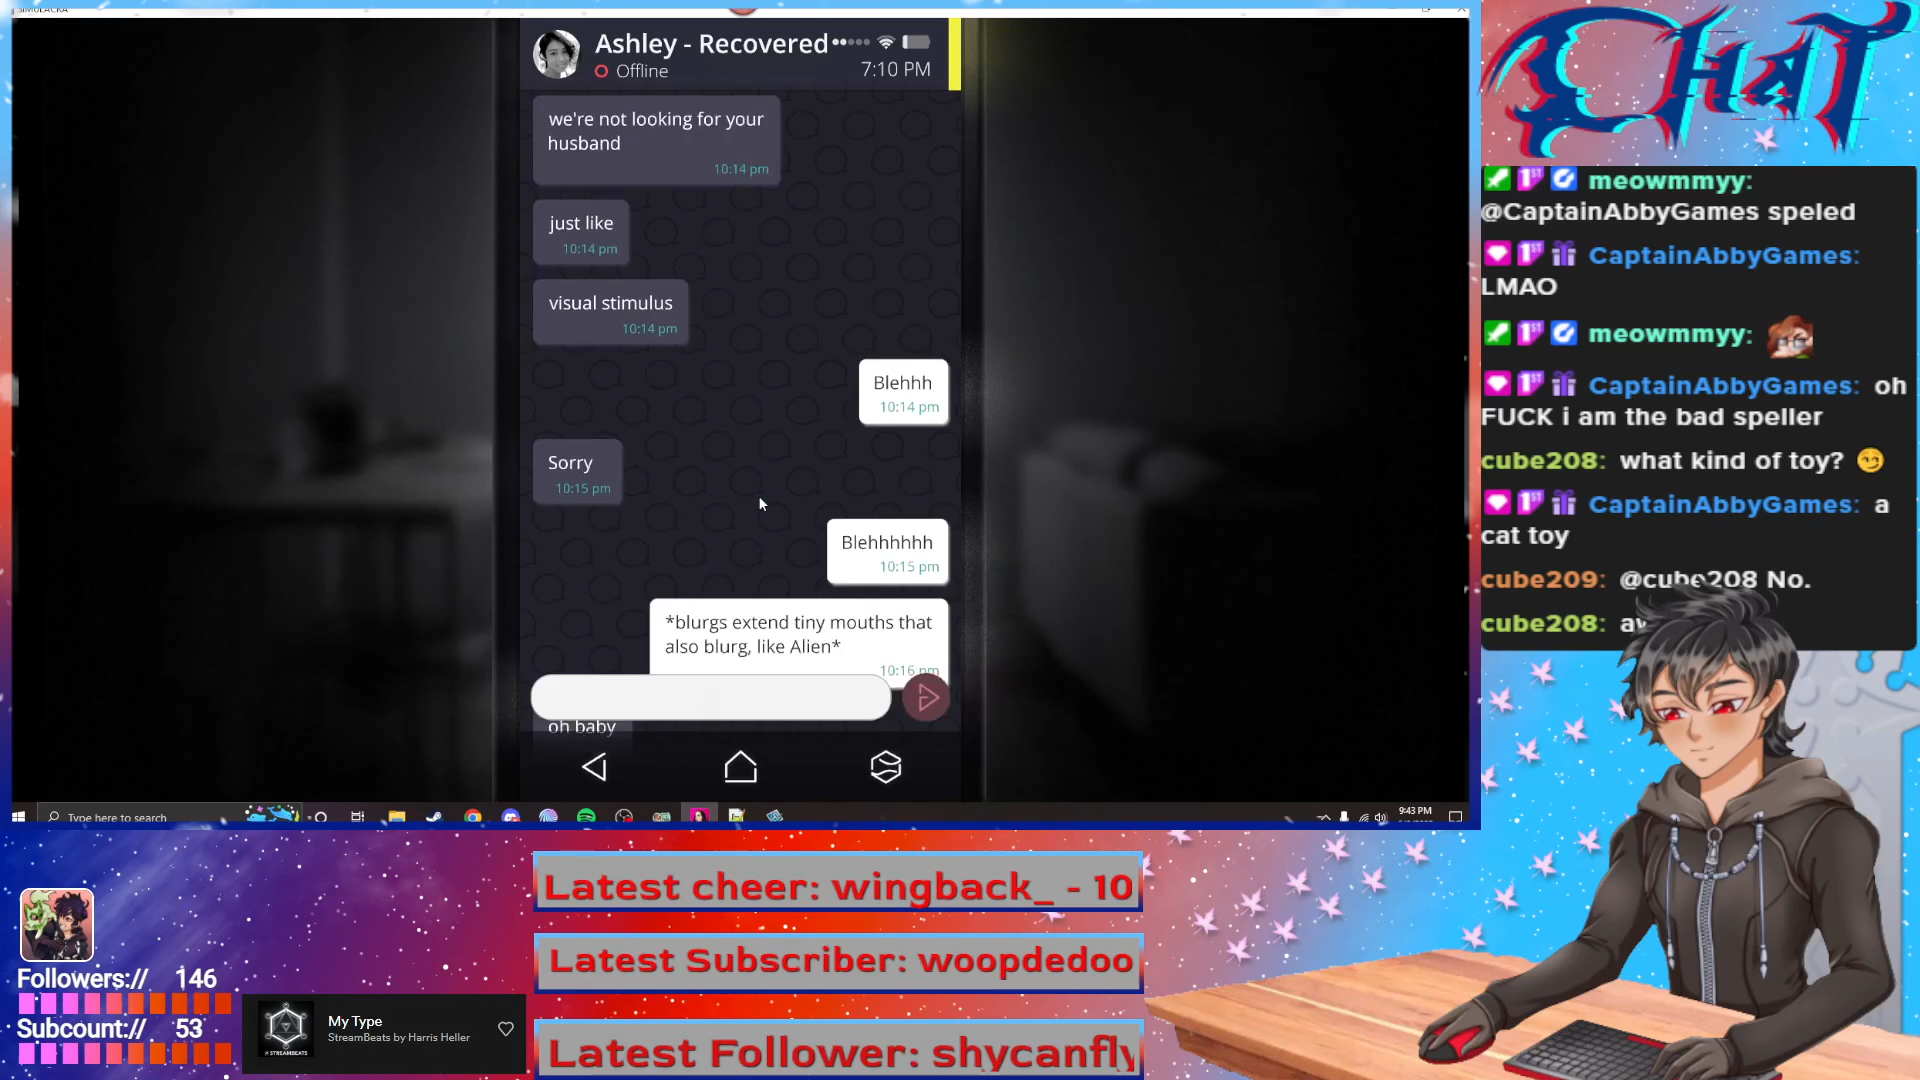 SIMULACRA
Ashley - Recovered
Offline
7:10 PM
we're not looking for your
husband
10:14 pm
just like
10:14 pm
visual stimulus
10:14 pm
Blehhh
10:14 pm
Sorry
10:15 pm
Blehhhhhh
10:15 pm
*blurgs extend tiny mouths that
also blurg, like Alien*
10:16 pm
oh baby
Type here to search
9:43 PM
CHAT
meowmmyy:
@CaptainAbbyGames speled
CaptainAbbyGames:
LMAO
meowmmyy:
CaptainAbbyGames: oh
FUCK i am the bad speller
cube208: what kind of toy? 😏
CaptainAbbyGames: a
cat toy
cube209: @cube208 No.
cube208:
Followers:// 146
Subcount:// 53
My Type
StreamBeats by Harris Heller
STREAMBEATS
Latest cheer: wingback_ - 10
Latest Subscriber: woopdedoo
Latest Follower: shycanfly